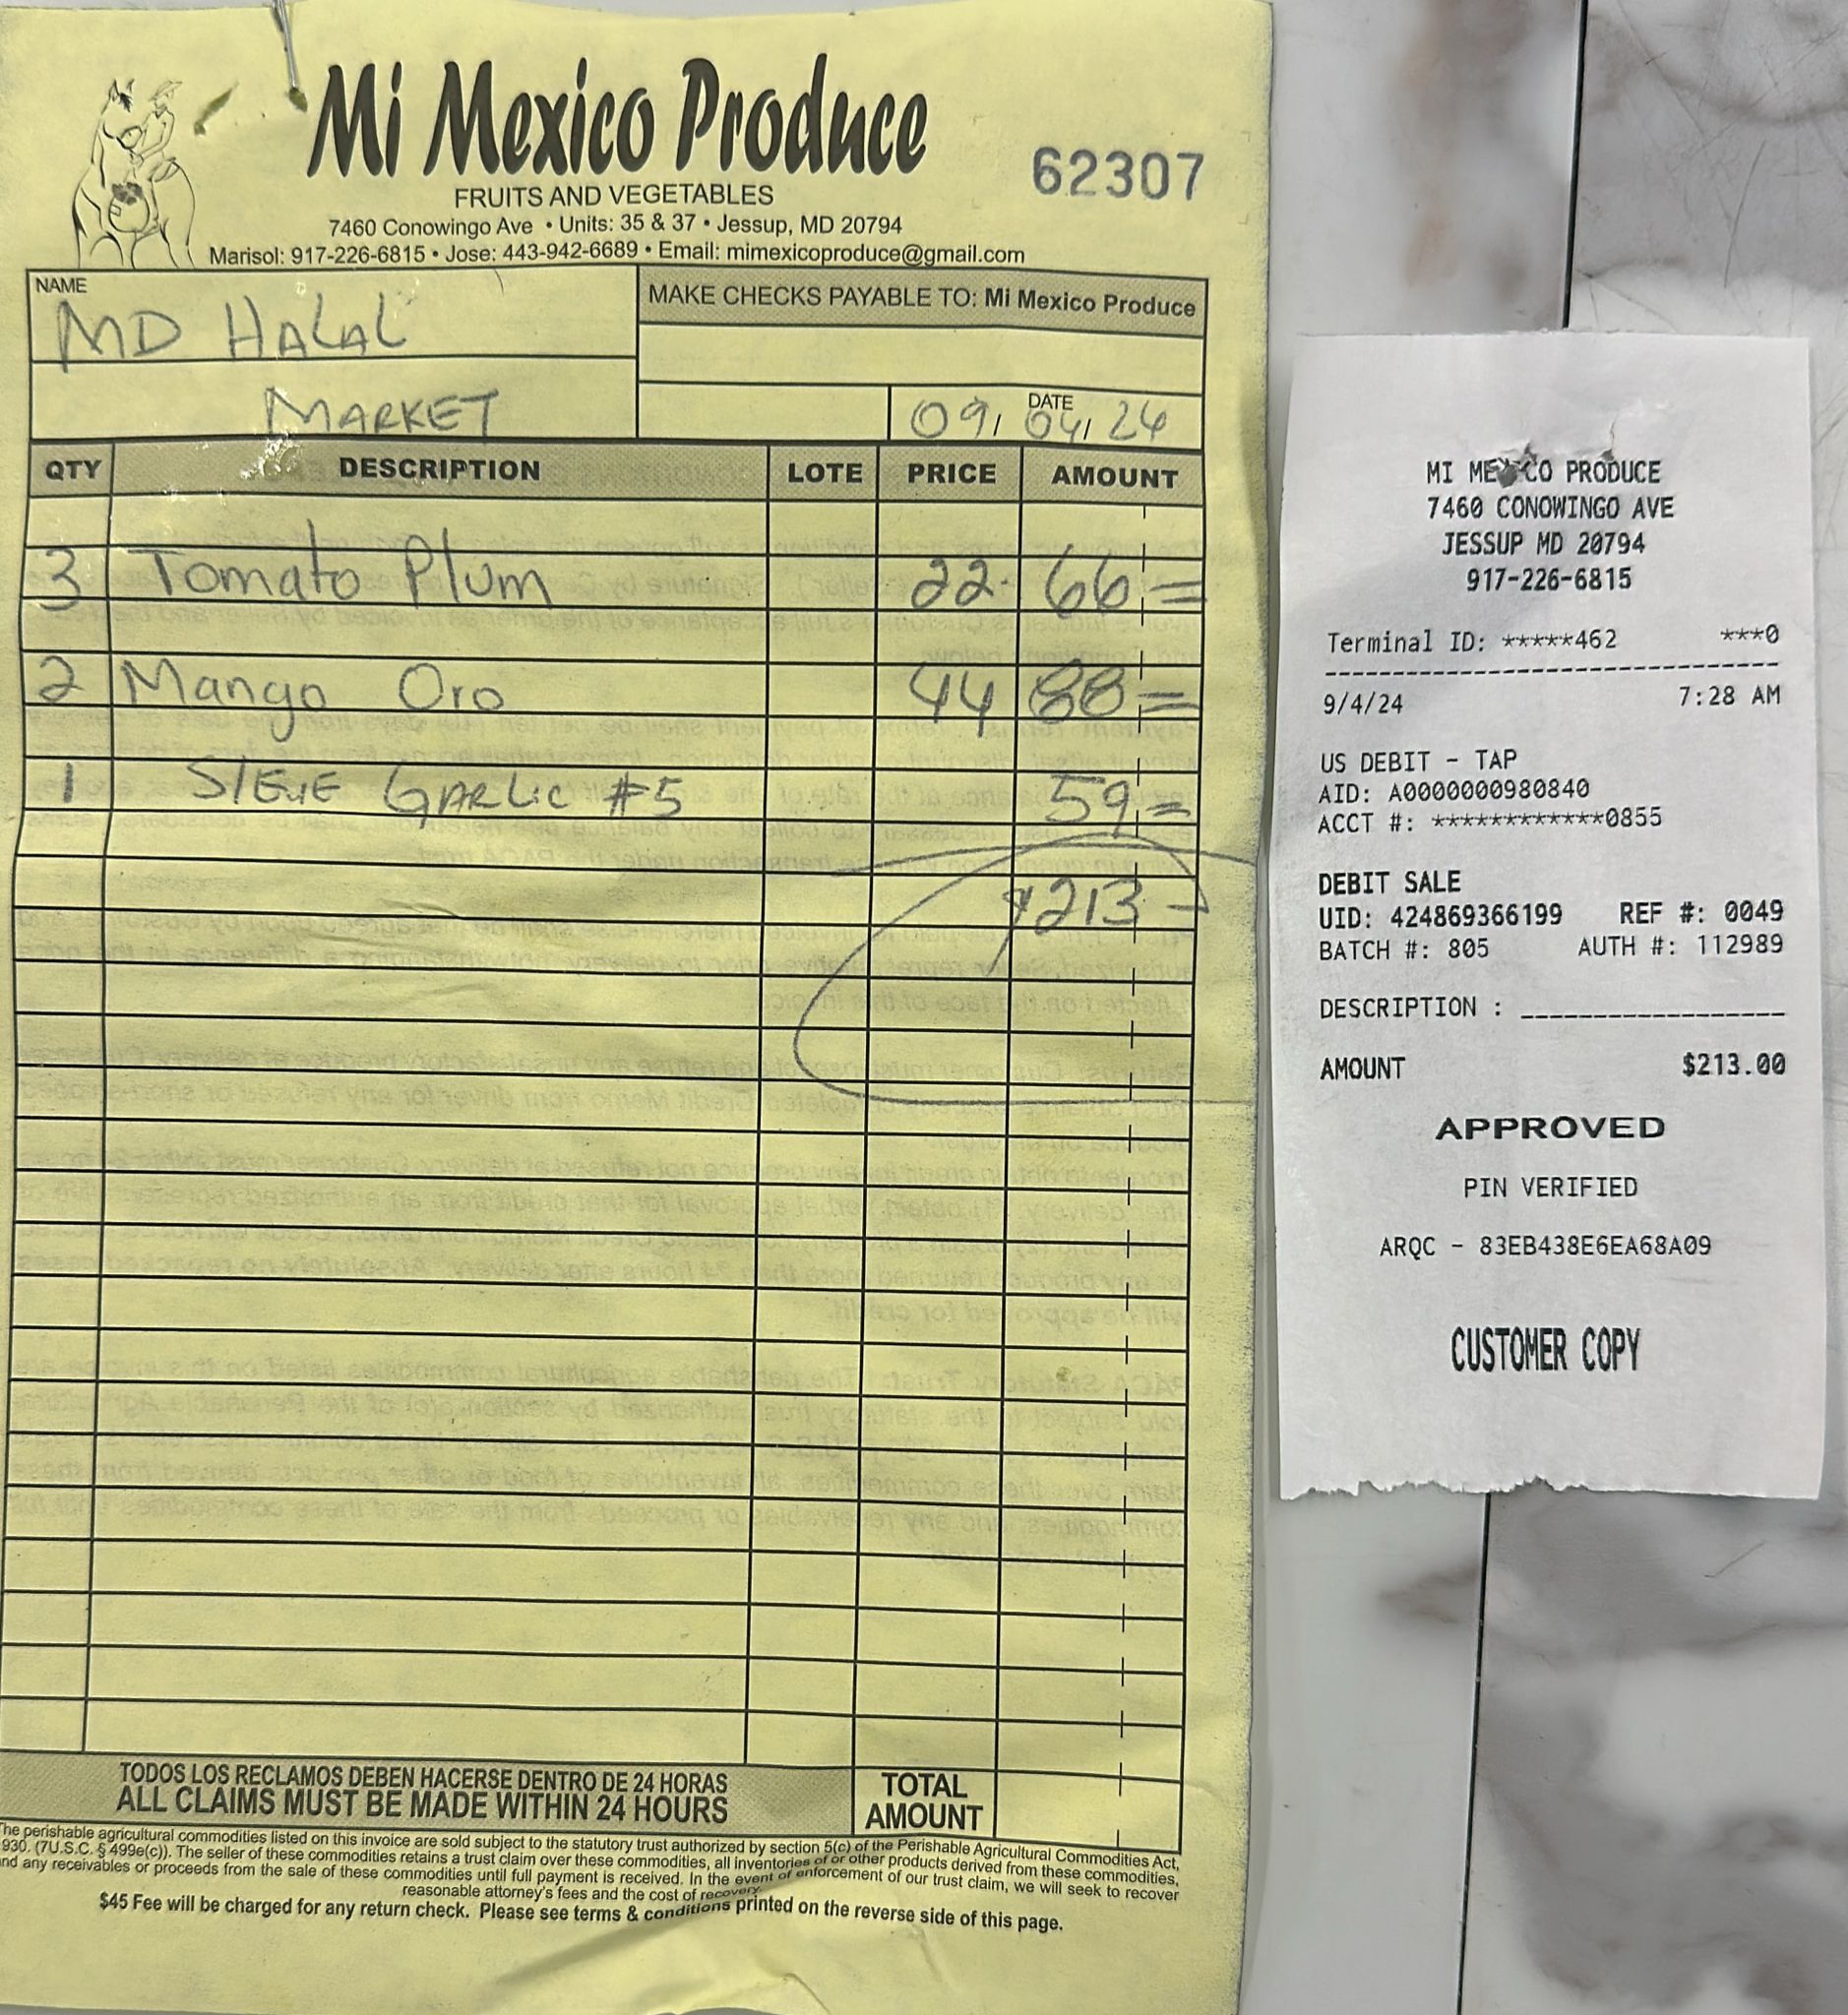 Mi Mexico Produce
62307
FRUITS AND VEGETABLES
7460 Conowingo Ave • Units: 35 & 37 • Jessup, MD 20794
Marisol: 917-226-6815 • Jose: 443-942-6689 • Email: mimexicoproduce@gmail.com
NAME
MD HALAL
MARKET
MAKE CHECKS PAYABLE TO: Mi Mexico Produce
DATE
09/04/24
QTY DESCRIPTION LOTE PRICE AMOUNT
3 Tomato Plum 22. 66 =
2 Mango Oro 44 88 =
1 GARLIC #5 59 =
$213 —
TODOS LOS RECLAMOS DEBEN HACERSE DENTRO DE 24 HORAS
ALL CLAIMS MUST BE MADE WITHIN 24 HOURS
TOTAL
AMOUNT
The perishable agricultural commodities listed on this invoice are sold subject to the statutory trust authorized by section 5(c) of the Perishable Agricultural Commodities Act,
930. (7U.S.C. § 499e(c)). The seller of these commodities retains a trust claim over these commodities, all inventories of or other products derived from these commodities,
and any receivables or proceeds from the sale of these commodities until full payment is received. In the event of enforcement of our trust claim, we will seek to recover
reasonable attorney's fees and the cost of recovery.
$45 Fee will be charged for any return check. Please see terms & conditions printed on the reverse side of this page.
MI MEXICO PRODUCE
7460 CONOWINGO AVE
JESSUP MD 20794
917-226-6815
Terminal ID: *****462 ***0
9/4/24 7:28 AM
US DEBIT - TAP
AID: A0000000980840
ACCT #: ************0855
DEBIT SALE
UID: 424869366199 REF #: 0049
BATCH #: 805 AUTH #: 112989
DESCRIPTION :
AMOUNT $213.00
APPROVED
PIN VERIFIED
ARQC - 83EB438E6EA68A09
CUSTOMER COPY